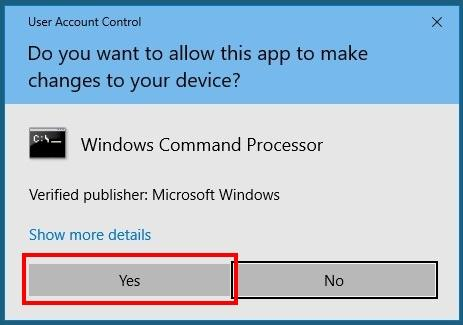 User Account Control
Do you want to allow this app to make
changes to your device?
C:\_
Windows Command Processor
Verified publisher: Microsoft Windows
Show more details
Yes
No